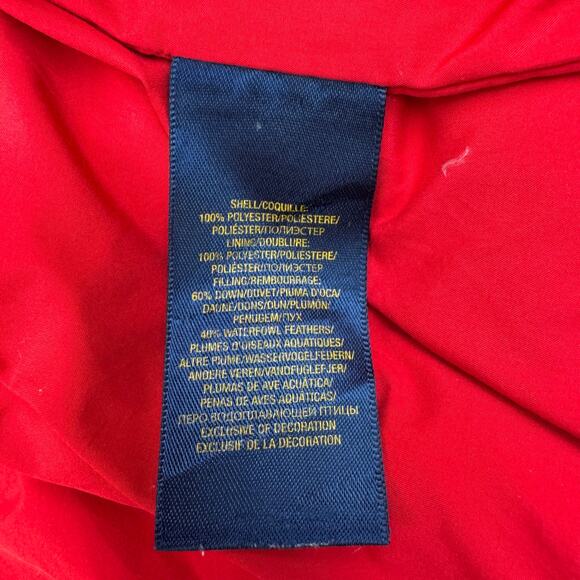 SHELL/COQUILLE:
100% POLYESTER/POLIESTERE/
POLIÉSTER/ПОЛИЭСТЕР
LINING/DOUBLURE:
100% POLYESTER/POLIESTERE/
POLIÉSTER/ПОЛИЭСТЕР
FILLING/REMBOURRAGE:
60% DOWN/DUVET/PIUMA D'OCA/
DAUNE/DONS/DUN/PLUMÓN/
PENUGEM/ПУХ
40% WATERFOWL FEATHERS/
PLUMES D'OISEAUX AQUATIQUES/
ALTRE PIUME/WASSERVOGELFEDERN/
ANDERE VEREN/VANDFUGLEFJER/
PLUMAS DE AVE ACUÁTICA/
PENAS DE AVES AQUÁTICAS/
ПЕРО ВОДОПЛАВАЮЩЕЙ ПТИЦЫ
EXCLUSIVE OF DECORATION
EXCLUSIF DE LA DÉCORATION